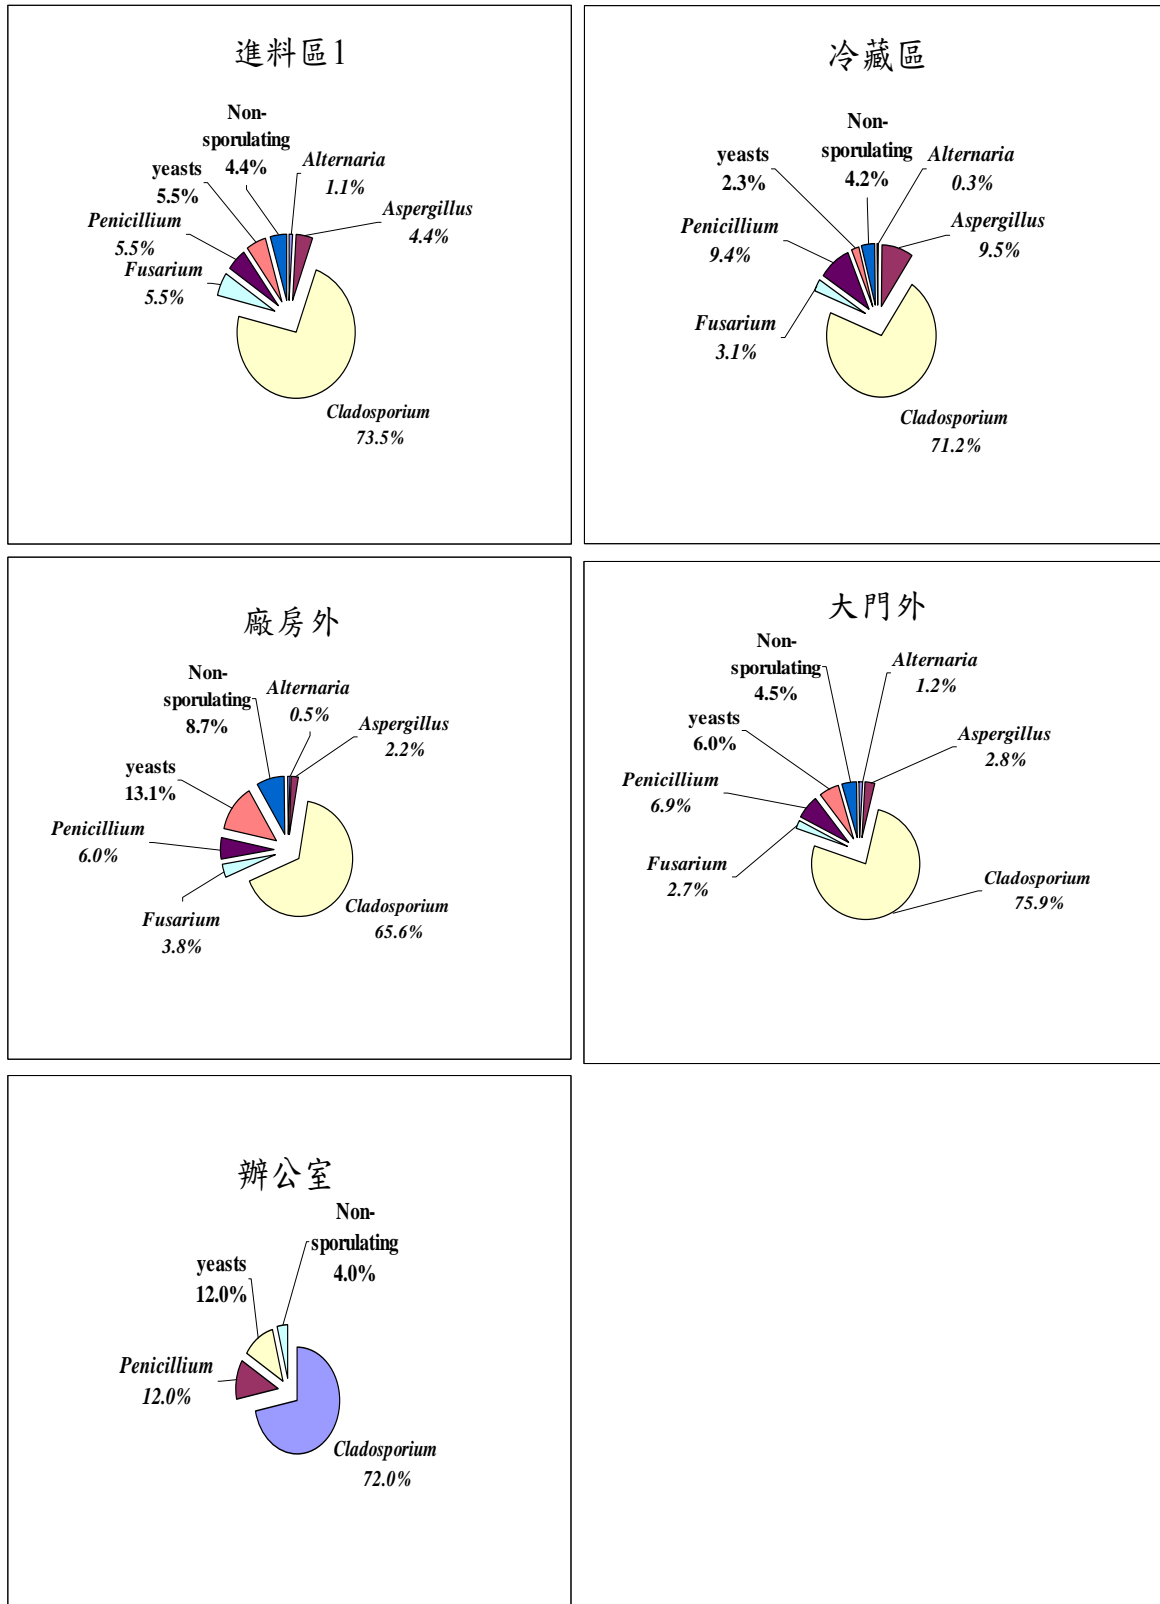 進料區1
Non-
sporulating
4.4%
Alternaria
1.1%
yeasts
5.5%
Aspergillus
4.4%
Penicillium
5.5%
Fusarium
5.5%
Cladosporium
73.5%
冷藏區
Non-
sporulating
4.2%
Alternaria
0.3%
yeasts
2.3%
Aspergillus
9.5%
Penicillium
9.4%
Fusarium
3.1%
Cladosporium
71.2%
廠房外
Non-
sporulating
8.7%
Alternaria
0.5%
Aspergillus
2.2%
yeasts
13.1%
Penicillium
6.0%
Fusarium
3.8%
Cladosporium
65.6%
大門外
Non-
sporulating
4.5%
Alternaria
1.2%
yeasts
6.0%
Aspergillus
2.8%
Penicillium
6.9%
Fusarium
2.7%
Cladosporium
75.9%
辦公室
Non-
sporulating
4.0%
yeasts
12.0%
Penicillium
12.0%
Cladosporium
72.0%